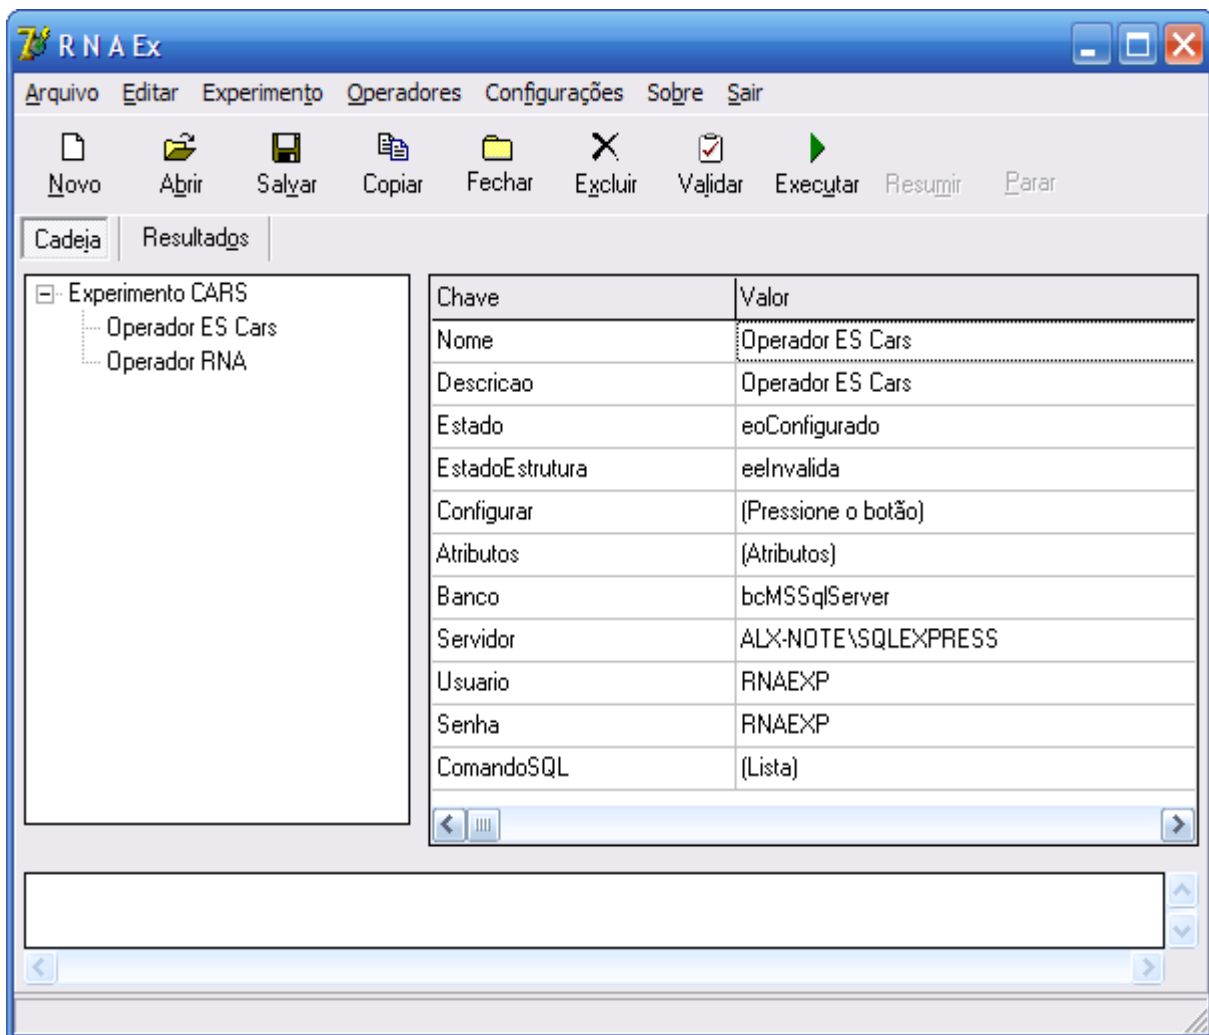 R N A Ex
Arquivo Editar Experimento Operadores Configurações Sobre Sair
Novo Abrir Salvar Copiar Fechar Excluir Validar Executar Resumir Parar
Cadeia Resultados
Experimento CARS
Operador ES Cars
Operador RNA
Chave Valor
Nome Operador ES Cars
Descricao Operador ES Cars
Estado eoConfigurado
EstadoEstrutura eeInvalida
Configurar (Pressione o botão)
Atributos (Atributos)
Banco bcMSSqlServer
Servidor ALX-NOTE\SQLEXPRESS
Usuario RNAEXP
Senha RNAEXP
ComandoSQL (Lista)